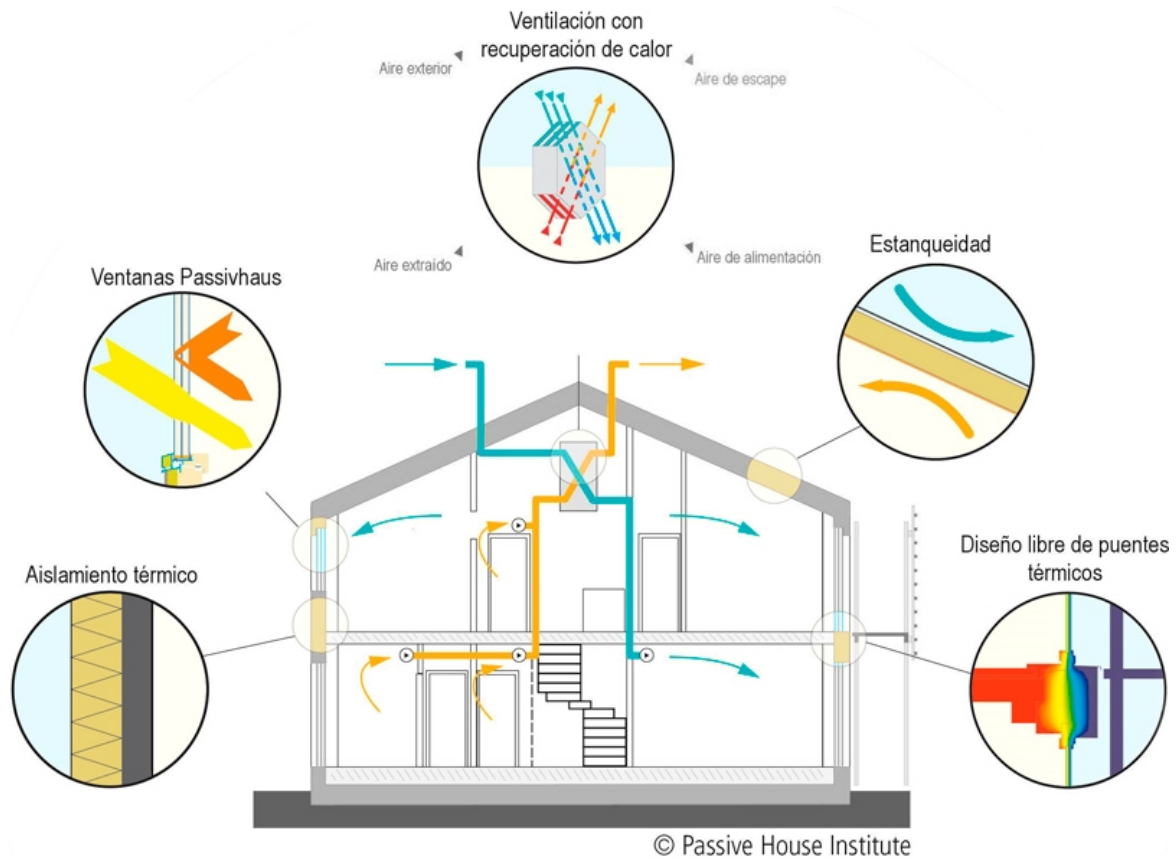 Ventilación con
recuperación de calor
Aire exterior
Aire de escape
Aire extraído
Aire de alimentación
Estanqueidad
Ventanas Passivhaus
Aislamiento térmico
Diseño libre de puentes
térmicos
© Passive House Institute